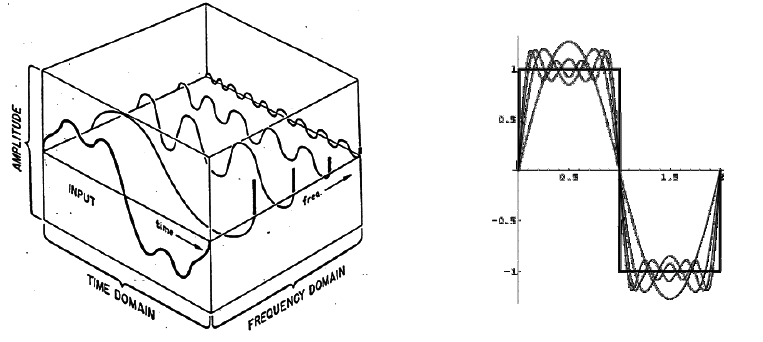 AMPLITUDE
INPUT
time
freq.
TIME DOMAIN
FREQUENCY DOMAIN
1
0.5
0.5
1.5
-0.5
-1